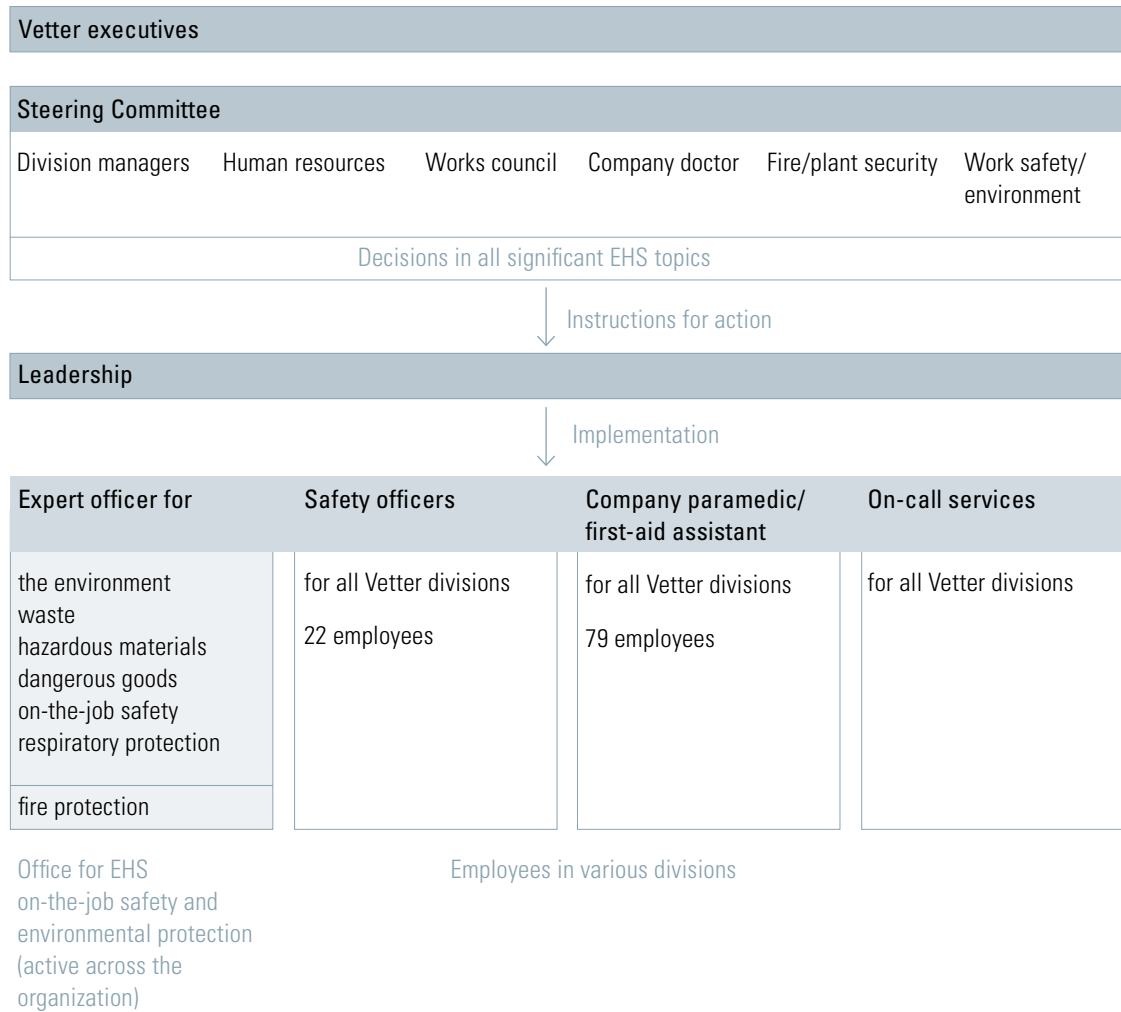 Vetter executives
Steering Committee
Division managers
Human resources
Works council
Company doctor
Fire/plant security
Work safety/
environment
Decisions in all significant EHS topics
Instructions for action
Leadership
Implementation
Expert officer for
the environment
waste
hazardous materials
dangerous goods
on-the-job safety
respiratory protection
fire protection
Safety officers
for all Vetter divisions
22 employees
Company paramedic/
first-aid assistant
for all Vetter divisions
79 employees
On-call services
for all Vetter divisions
Office for EHS
on-the-job safety and
environmental protection
(active across the
organization)
Employees in various divisions